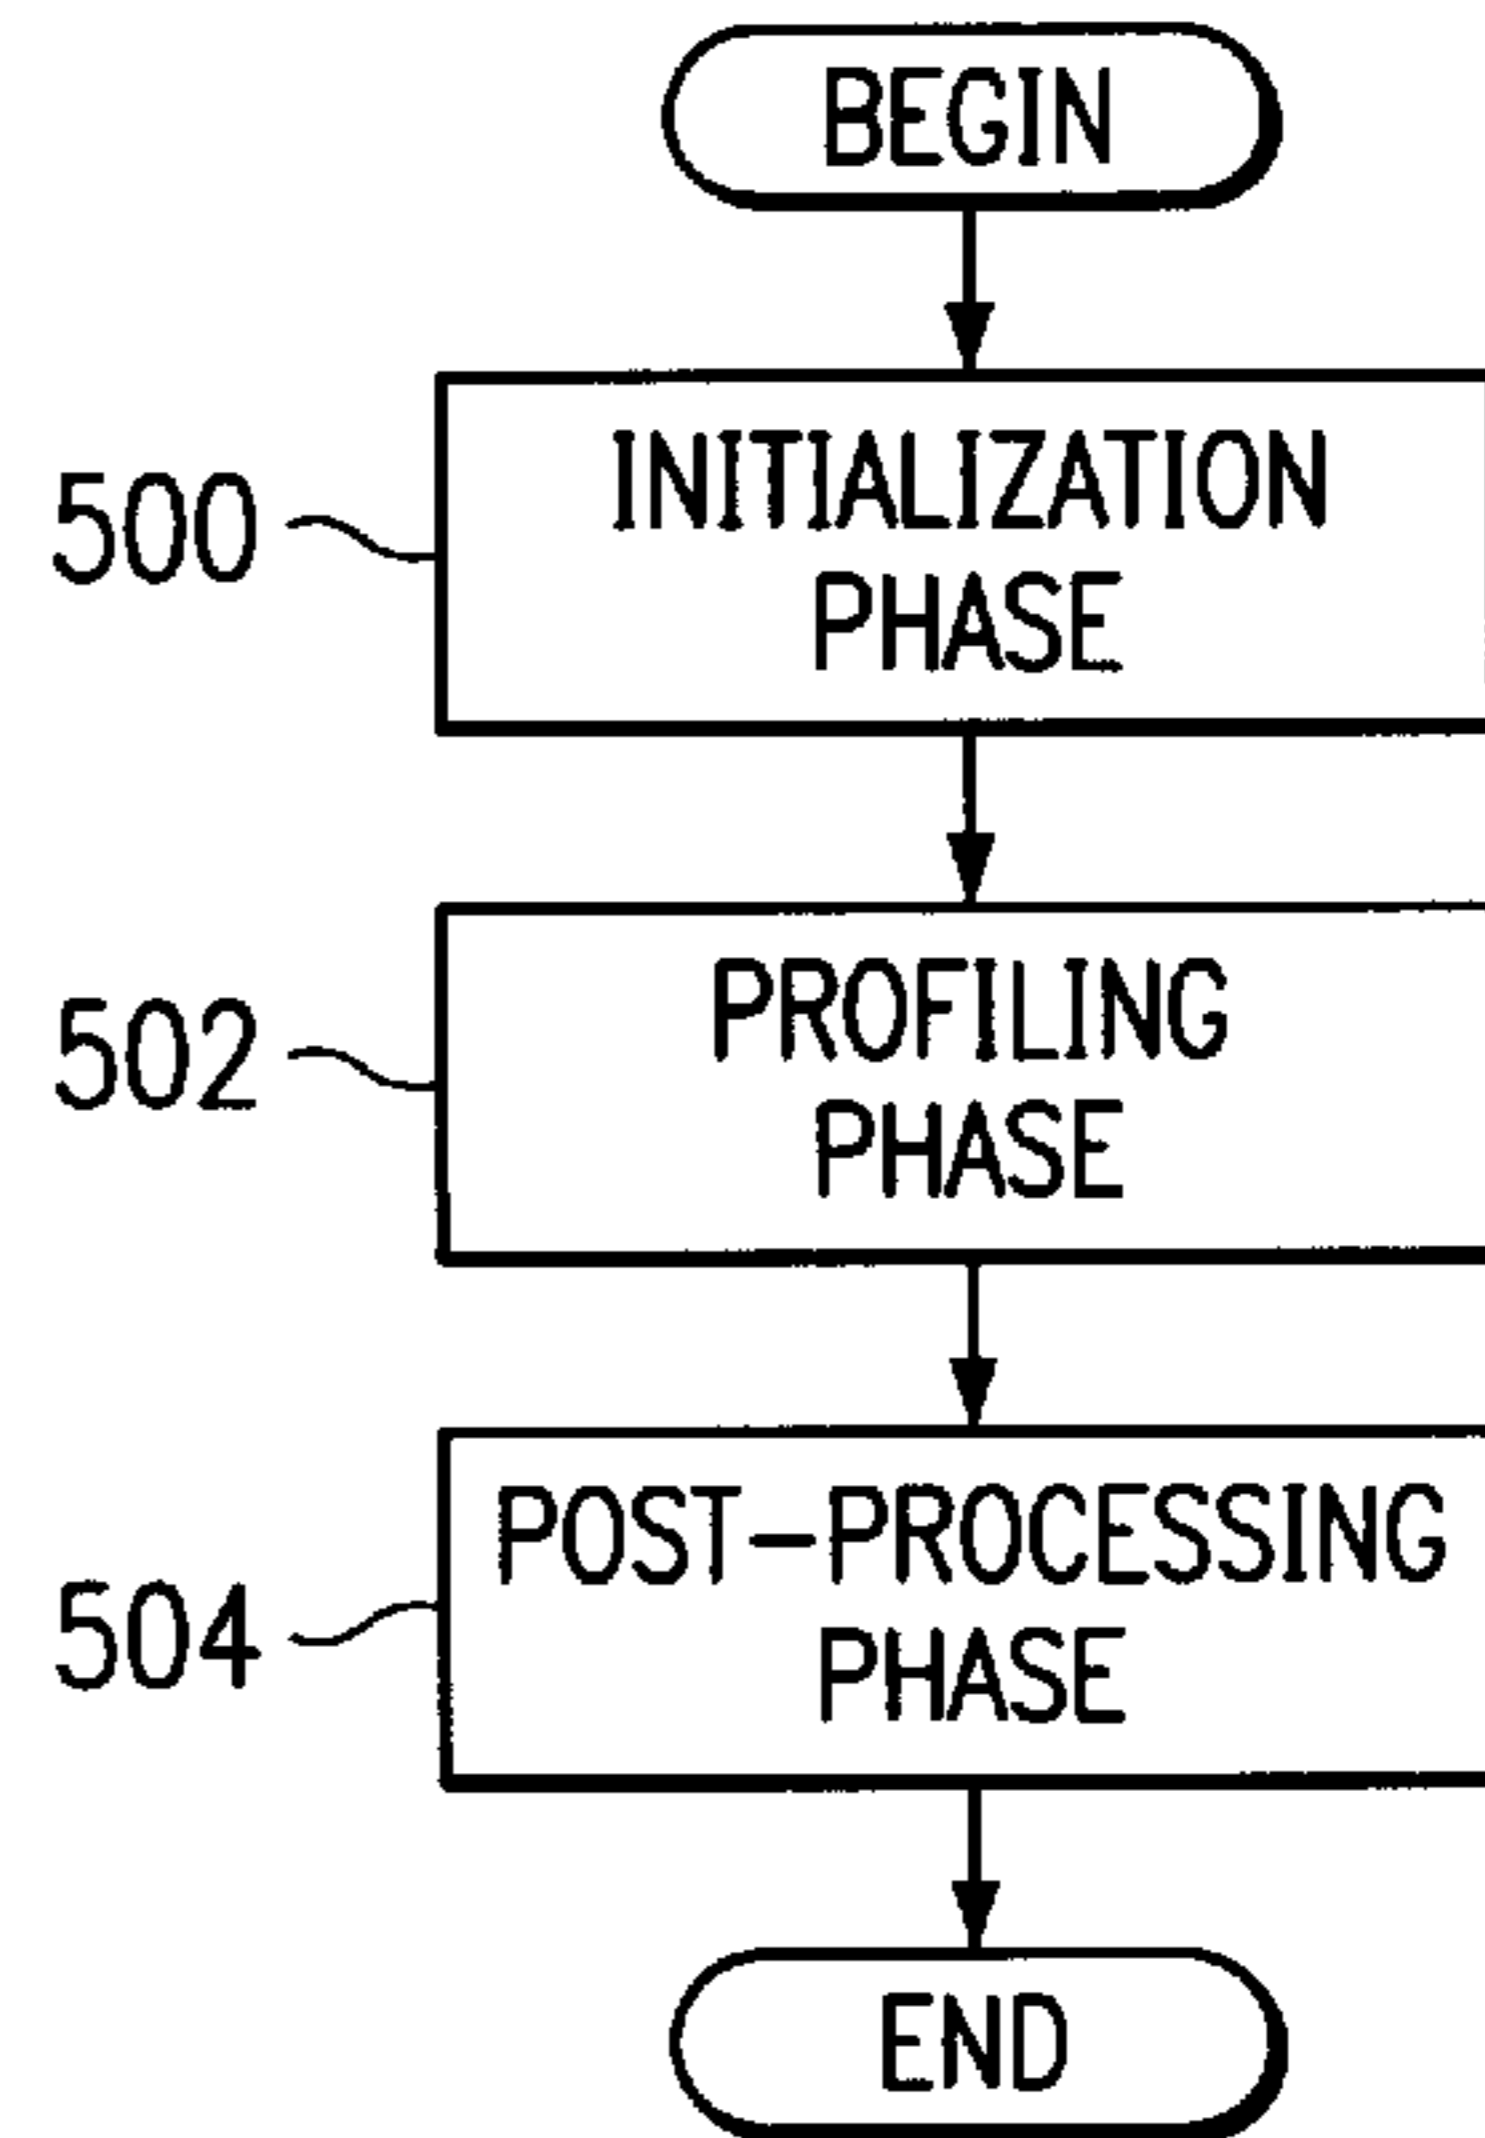 BEGIN
500
INITIALIZATION
PHASE
502
PROFILING
PHASE
504
POST-PROCESSING
PHASE
END